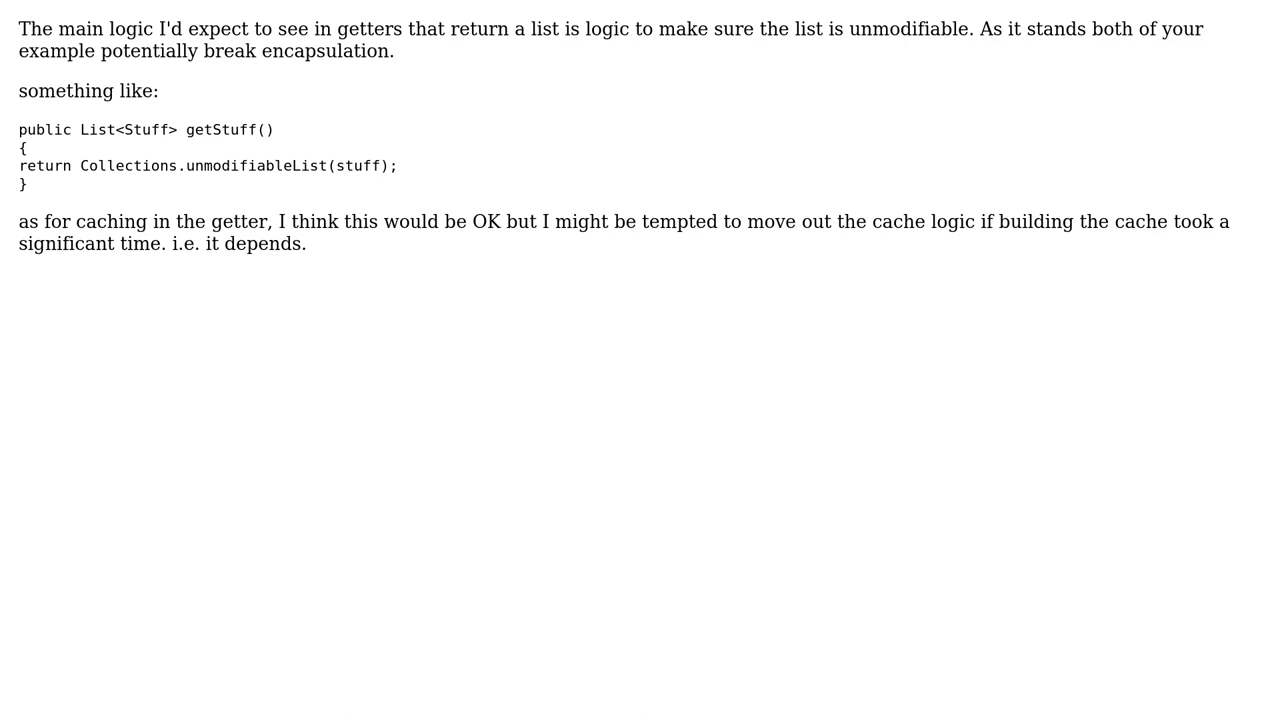 The main logic I'd expect to see in getters that return a list is logic to make sure the list is unmodifiable. As it stands both of your
example potentially break encapsulation.
something like:
public List<Stuff> getStuff()
{
return Collections.unmodifiableList(stuff);
}
as for caching in the getter, I think this would be OK but I might be tempted to move out the cache logic if building the cache took a
significant time. i.e. it depends.